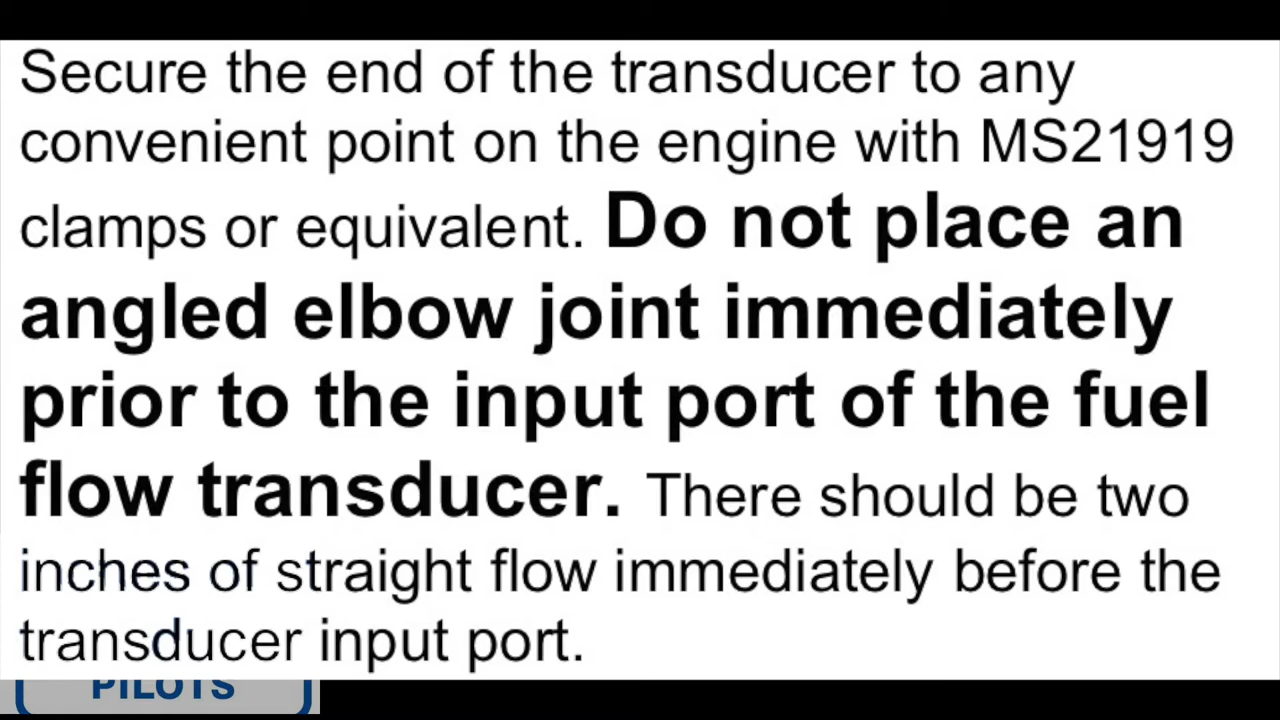 Secure the end of the transducer to any
convenient point on the engine with MS21919
clamps or equivalent. Do not place an
angled elbow joint immediately
prior to the input port of the fuel
flow transducer. There should be two
inches of straight flow immediately before the
transducer input port.
PILOTS